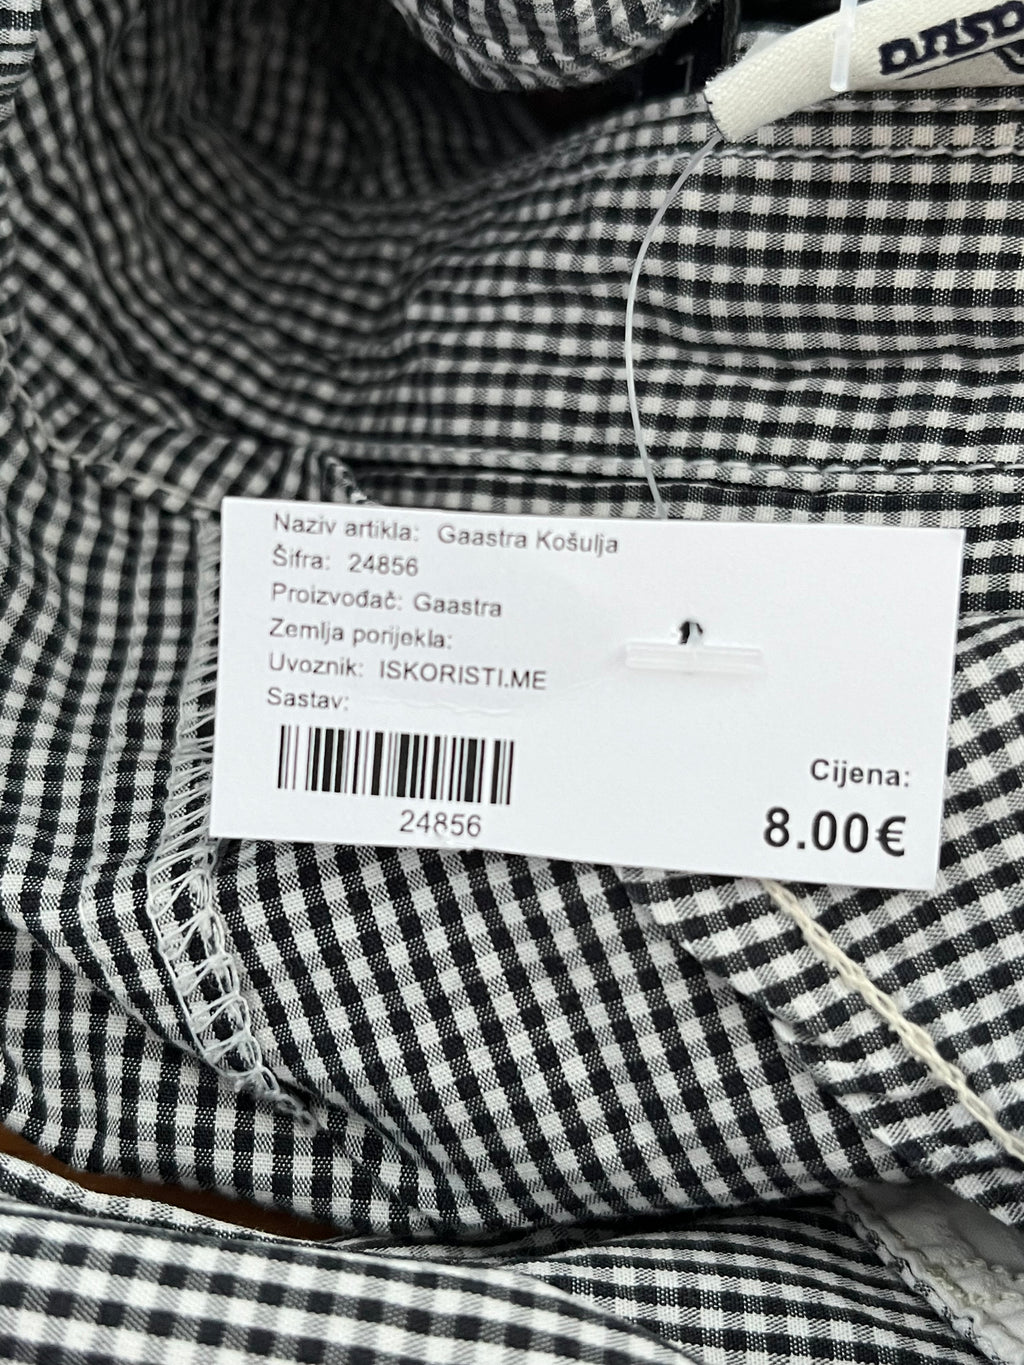 Naziv artikla: Gaastra Košulja
Šifra: 24856
Proizvođač: Gaastra
Zemlja porijekla:
Uvoznik: ISKORISTI.ME
Sastav:
24856
Cijena:
8.00€